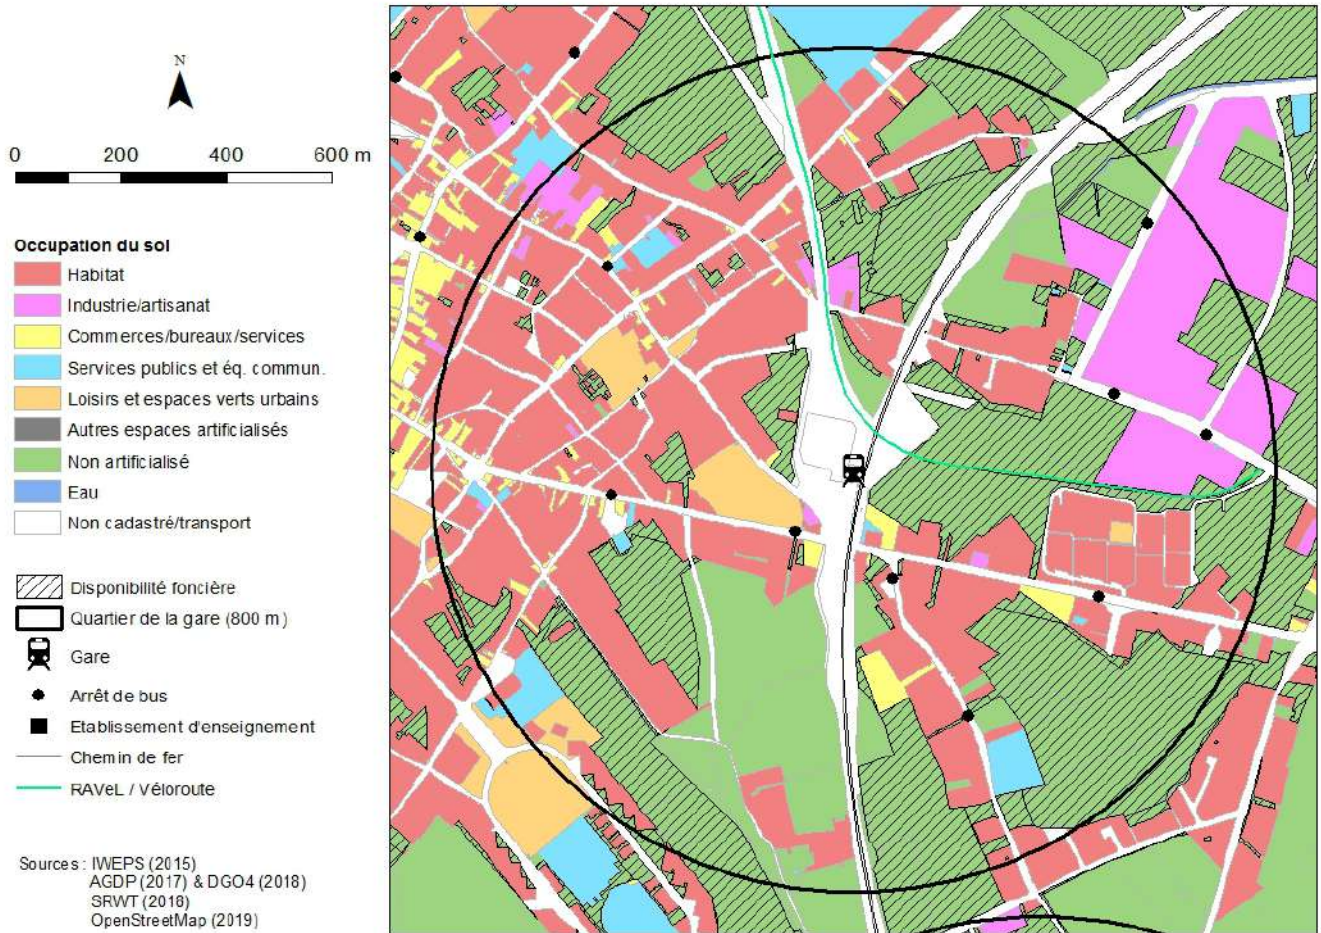 N
0 200 400 600 m
Occupation du sol
Habitat
Industrie/artisanat
Commerces/bureaux/services
Services publics et éq. commun.
Loisirs et espaces verts urbains
Autres espaces artificialisés
Non artificialisé
Eau
Non cadastré/transport
Disponibilité foncière
Quartier de la gare (800 m)
Gare
Arrêt de bus
Etablissement d'enseignement
Chemin de fer
RAVeL / Véloroute
Sources : IWEPS (2015)
AGDP (2017) & DGO4 (2018)
SRWT (2018)
OpenStreetMap (2019)